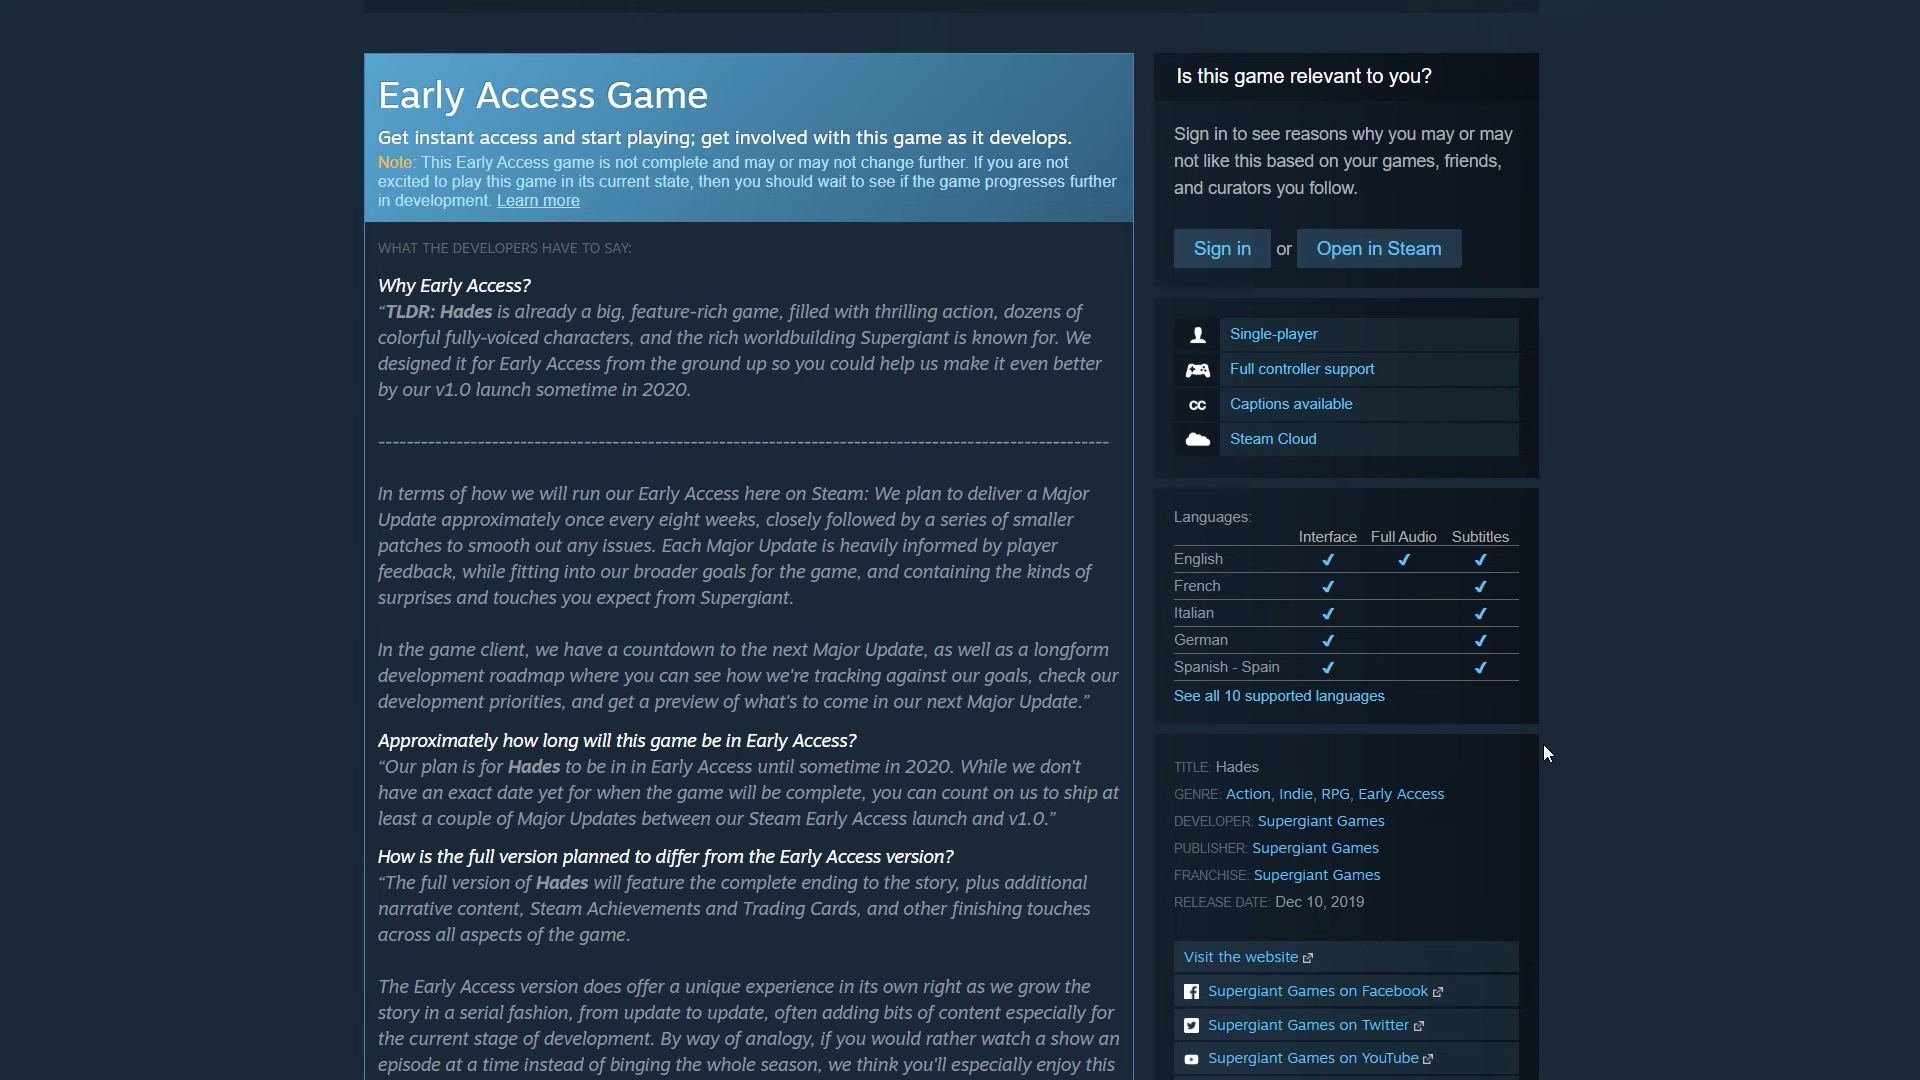 Early Access Game
Get instant access and start playing; get involved with this game as it develops.
Note: This Early Access game is not complete and may or may not change further. If you are not
excited to play this game in its current state, then you should wait to see if the game progresses further
in development. Learn more
WHAT THE DEVELOPERS HAVE TO SAY:
Why Early Access?
“TLDR: Hades is already a big, feature-rich game, filled with thrilling action, dozens of
colorful fully-voiced characters, and the rich worldbuilding Supergiant is known for. We
designed it for Early Access from the ground up so you could help us make it even better
by our v1.0 launch sometime in 2020.
--------------------------------------------------------------------------------------------------------
In terms of how we will run our Early Access here on Steam: We plan to deliver a Major
Update approximately once every eight weeks, closely followed by a series of smaller
patches to smooth out any issues. Each Major Update is heavily informed by player
feedback, while fitting into our broader goals for the game, and containing the kinds of
surprises and touches you expect from Supergiant.
In the game client, we have a countdown to the next Major Update, as well as a longform
development roadmap where you can see how we're tracking against our goals, check our
development priorities, and get a preview of what's to come in our next Major Update.”
Approximately how long will this game be in Early Access?
“Our plan is for Hades to be in in Early Access until sometime in 2020. While we don't
have an exact date yet for when the game will be complete, you can count on us to ship at
least a couple of Major Updates between our Steam Early Access launch and v1.0.”
How is the full version planned to differ from the Early Access version?
“The full version of Hades will feature the complete ending to the story, plus additional
narrative content, Steam Achievements and Trading Cards, and other finishing touches
across all aspects of the game.
The Early Access version does offer a unique experience in its own right as we grow the
story in a serial fashion, from update to update, often adding bits of content especially for
the current stage of development. By way of analogy, if you would rather watch a show an
episode at a time instead of binging the whole season, we think you'll especially enjoy this
Is this game relevant to you?
Sign in to see reasons why you may or may
not like this based on your games, friends,
and curators you follow.
Sign in or Open in Steam
Single-player
Full controller support
CC Captions available
Steam Cloud
Languages:
Interface Full Audio Subtitles
English ✔ ✔ ✔
French ✔ ✔
Italian ✔ ✔
German ✔ ✔
Spanish - Spain ✔ ✔
See all 10 supported languages
TITLE: Hades
GENRE: Action, Indie, RPG, Early Access
DEVELOPER: Supergiant Games
PUBLISHER: Supergiant Games
FRANCHISE: Supergiant Games
RELEASE DATE: Dec 10, 2019
Visit the website
Supergiant Games on Facebook
Supergiant Games on Twitter
Supergiant Games on YouTube